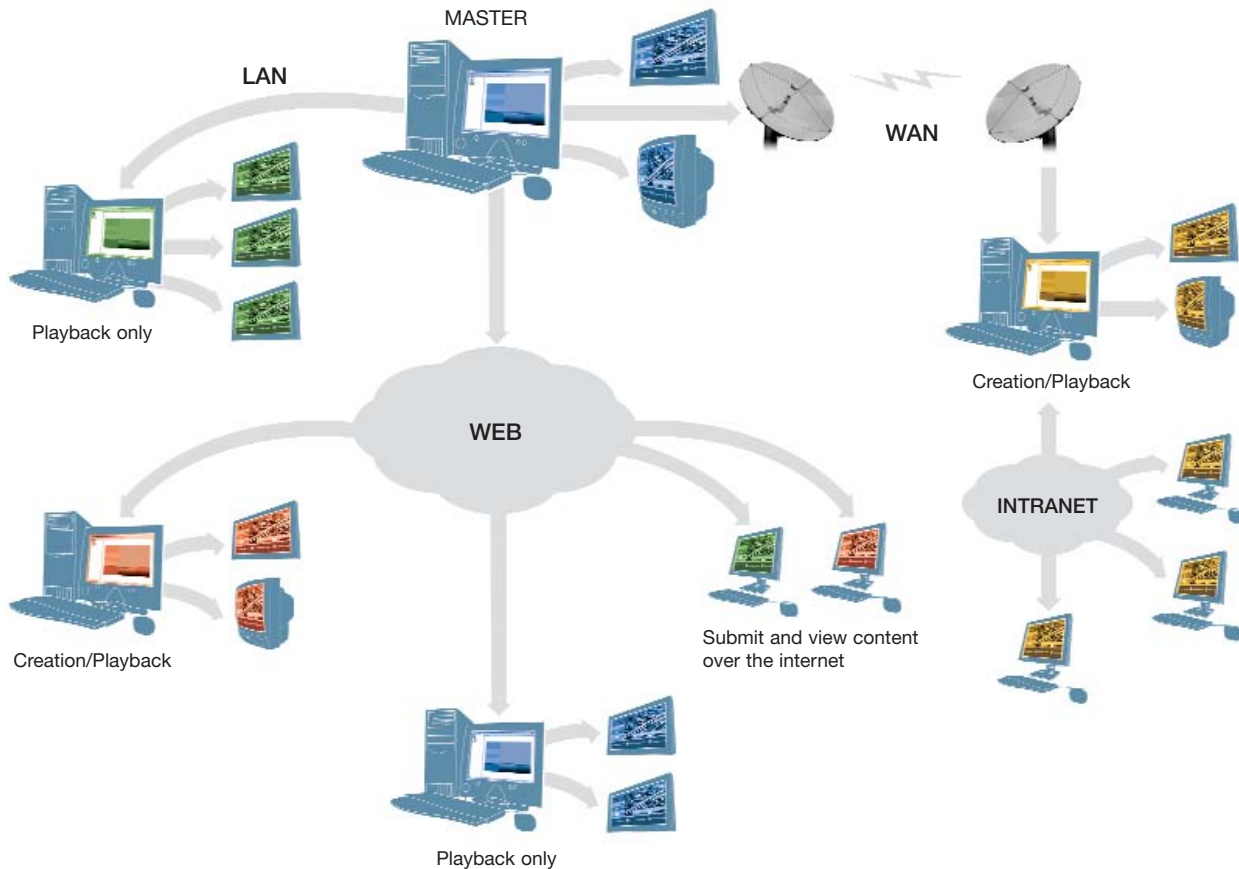 MASTER
LAN
WAN
Playback only
Creation/Playback
WEB
INTRANET
Creation/Playback
Submit and view content
over the internet
Playback only